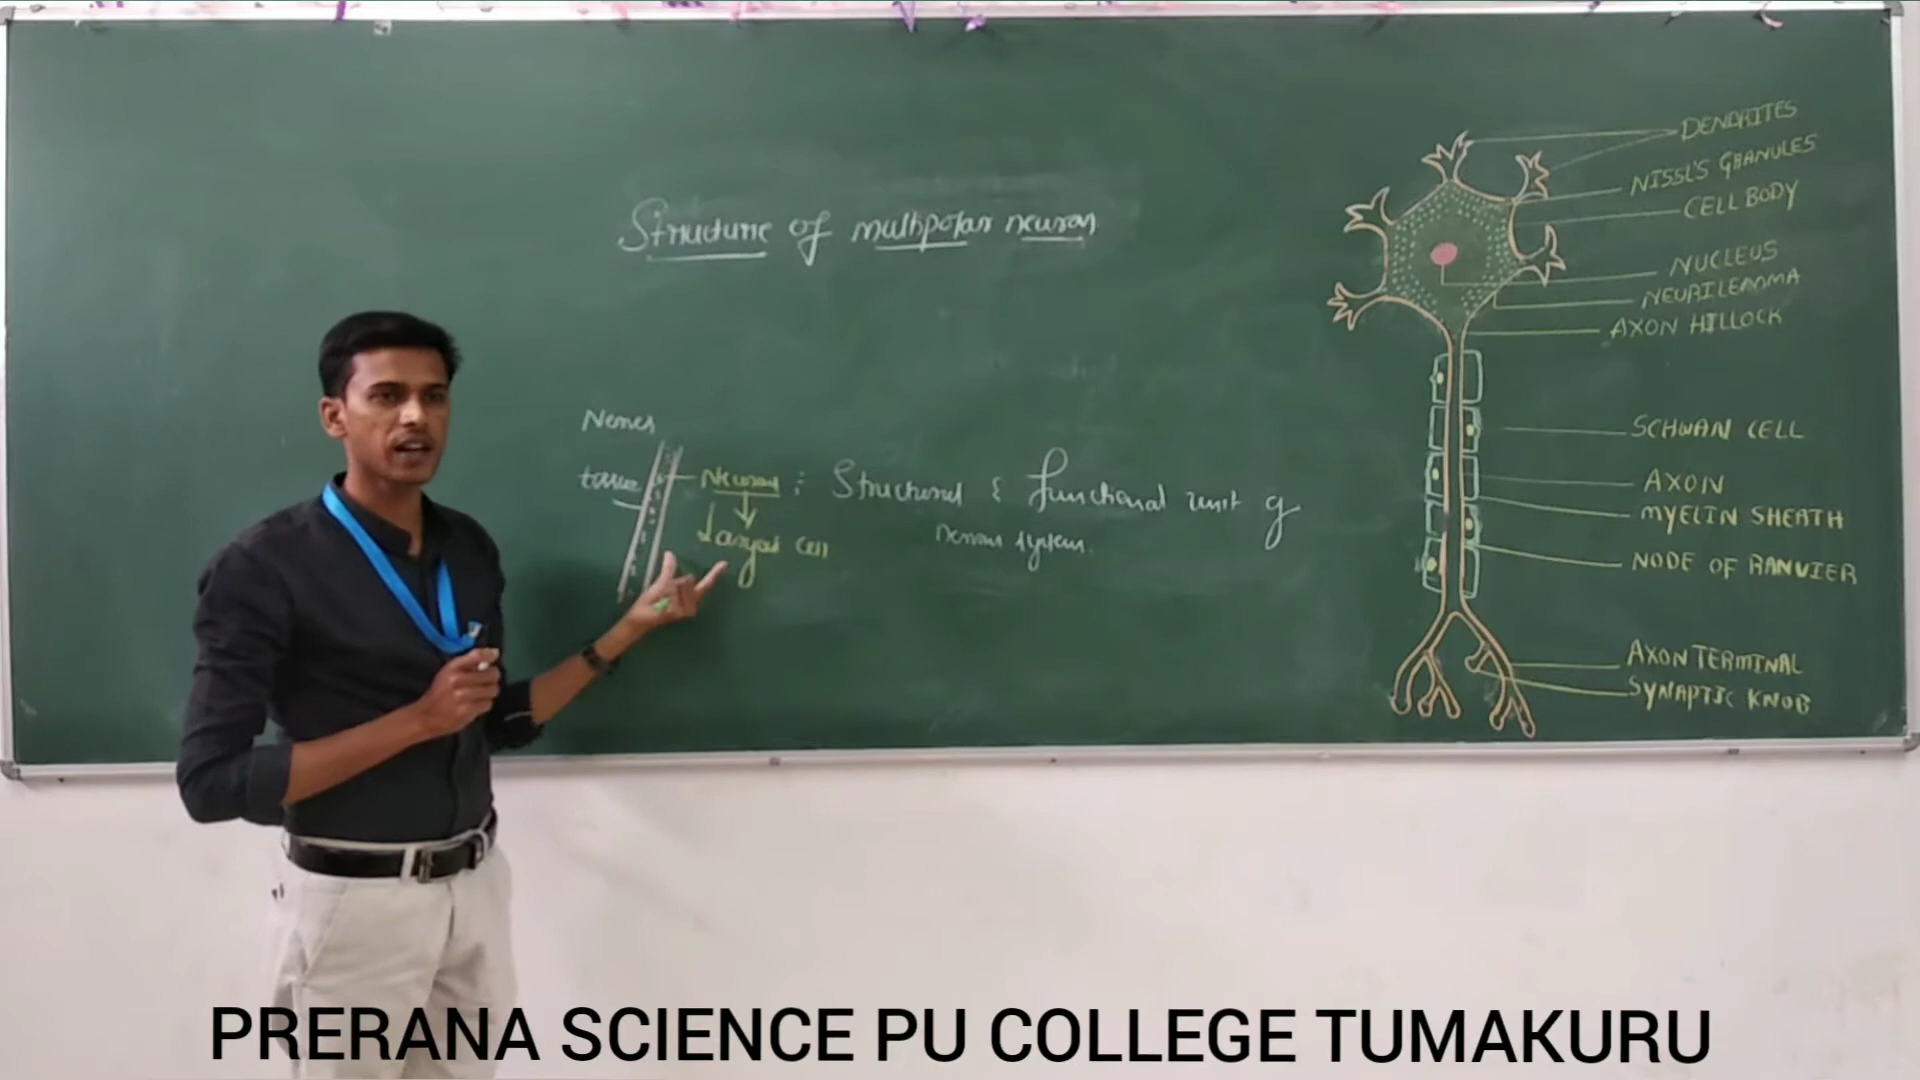 Structure of multipolar neuron
Nerves
tissue
Neuron : Structural & functional unit of
nervous system.
Largest cell
DENDRITES
NISSL'S GRANULES
CELL BODY
NUCLEUS
NEURILEMMA
AXON HILLOCK
SCHWAN CELL
AXON
MYELIN SHEATH
NODE OF RANVIER
AXON TERMINAL
SYNAPTIC KNOB
PRERANA SCIENCE PU COLLEGE TUMAKURU